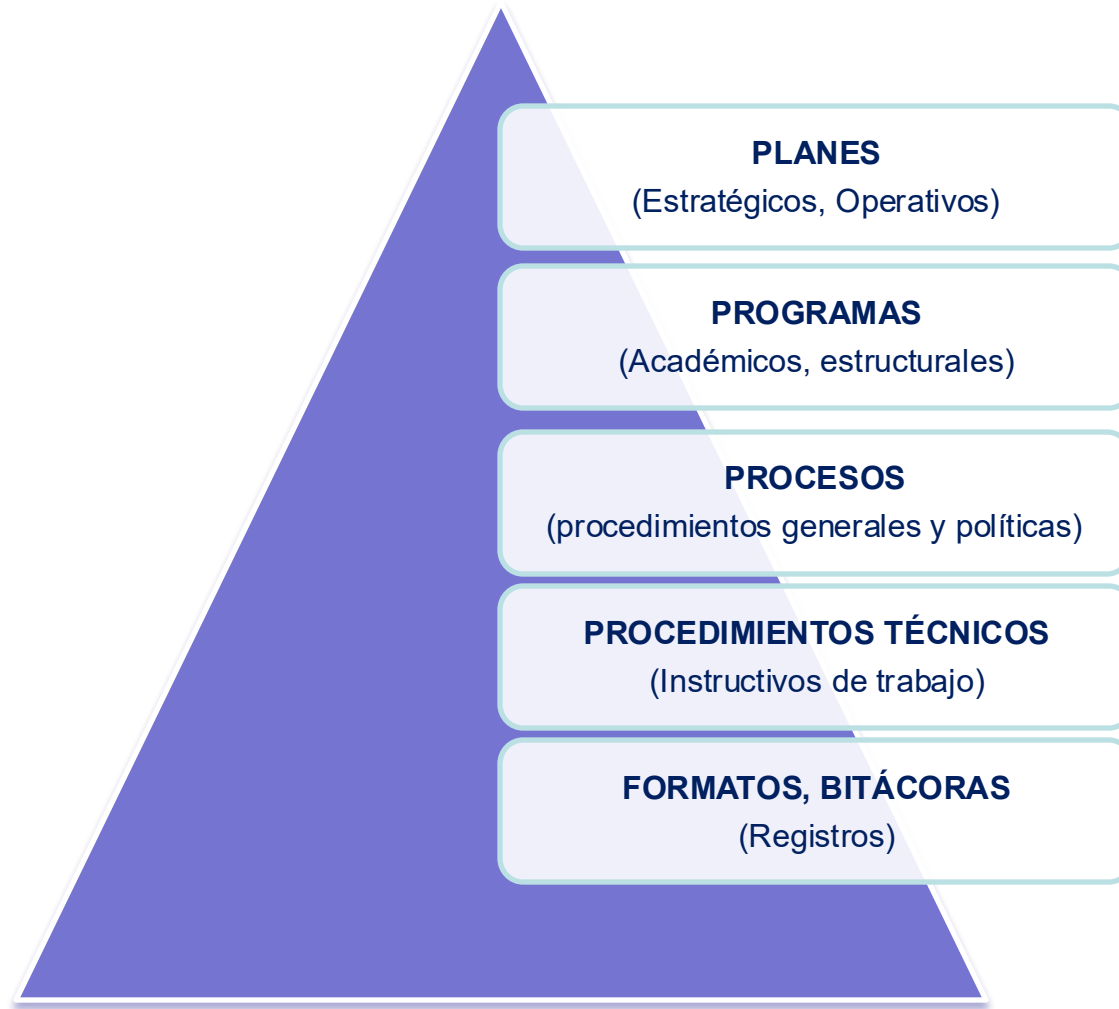 PLANES
(Estratégicos, Operativos)
PROGRAMAS
(Académicos, estructurales)
PROCESOS
(procedimientos generales y políticas)
PROCEDIMIENTOS TÉCNICOS
(Instructivos de trabajo)
FORMATOS, BITÁCORAS
(Registros)